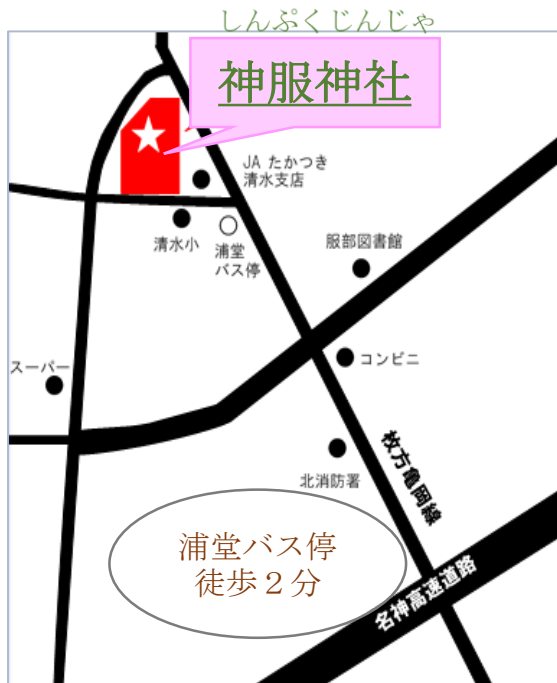 しんぷくじんじゃ
神服神社
JA たかつき
清水支店
清水小
浦堂
バス停
服部図書館
スーパー
コンビニ
北消防署
枚方亀岡線
浦堂バス停
徒歩２分
名神高速道路